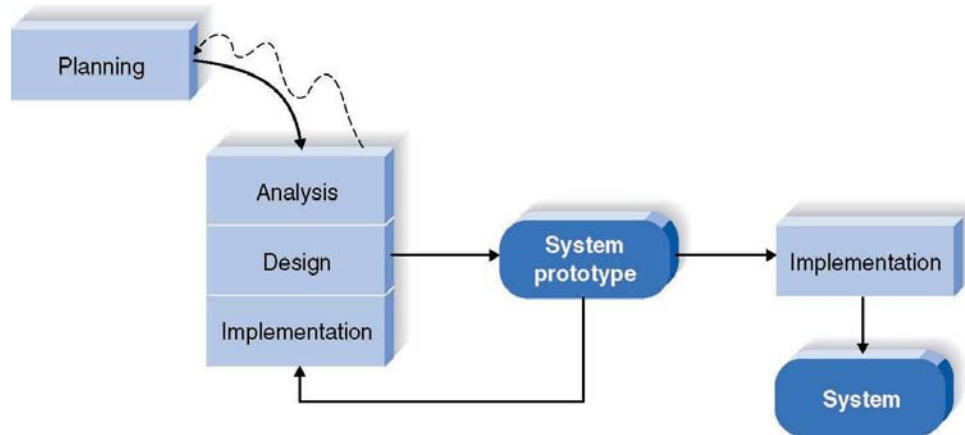 Planning
Analysis
Design
Implementation
System
prototype
Implementation
System